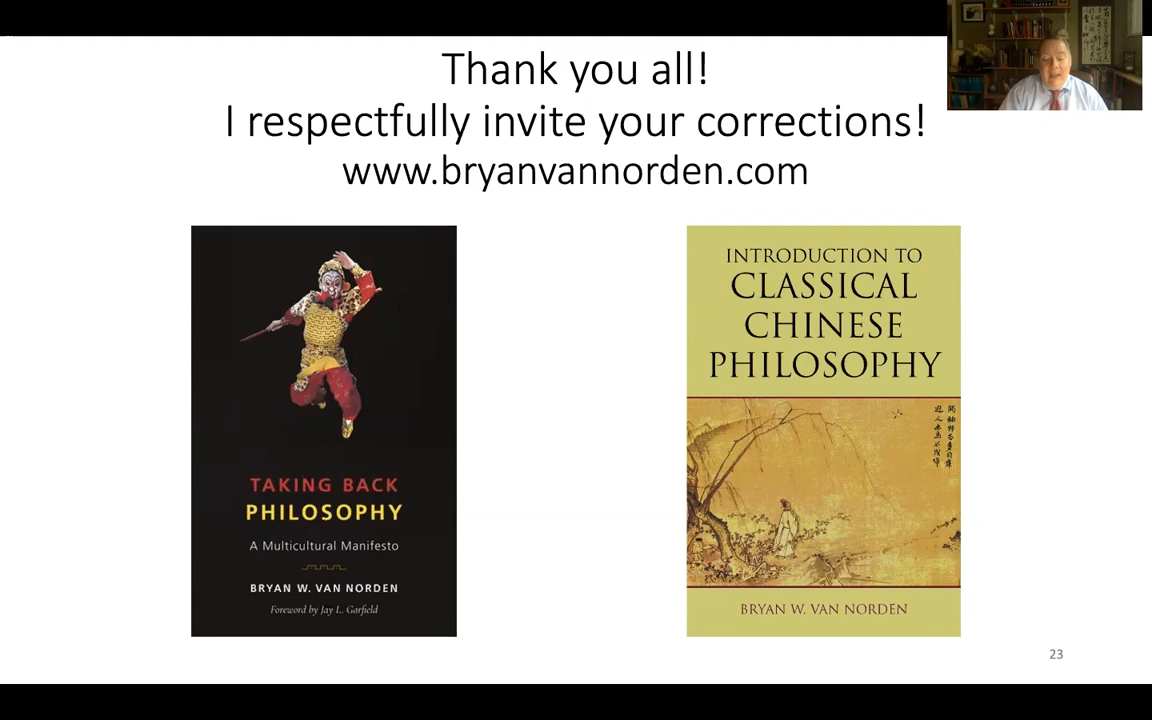 Thank you all!
I respectfully invite your corrections!
www.bryanvannorden.com
TAKING BACK
PHILOSOPHY
A Multicultural Manifesto
BRYAN W. VAN NORDEN
Foreword by Jay L. Garfield
INTRODUCTION TO
CLASSICAL
CHINESE
PHILOSOPHY
BRYAN W. VAN NORDEN
23